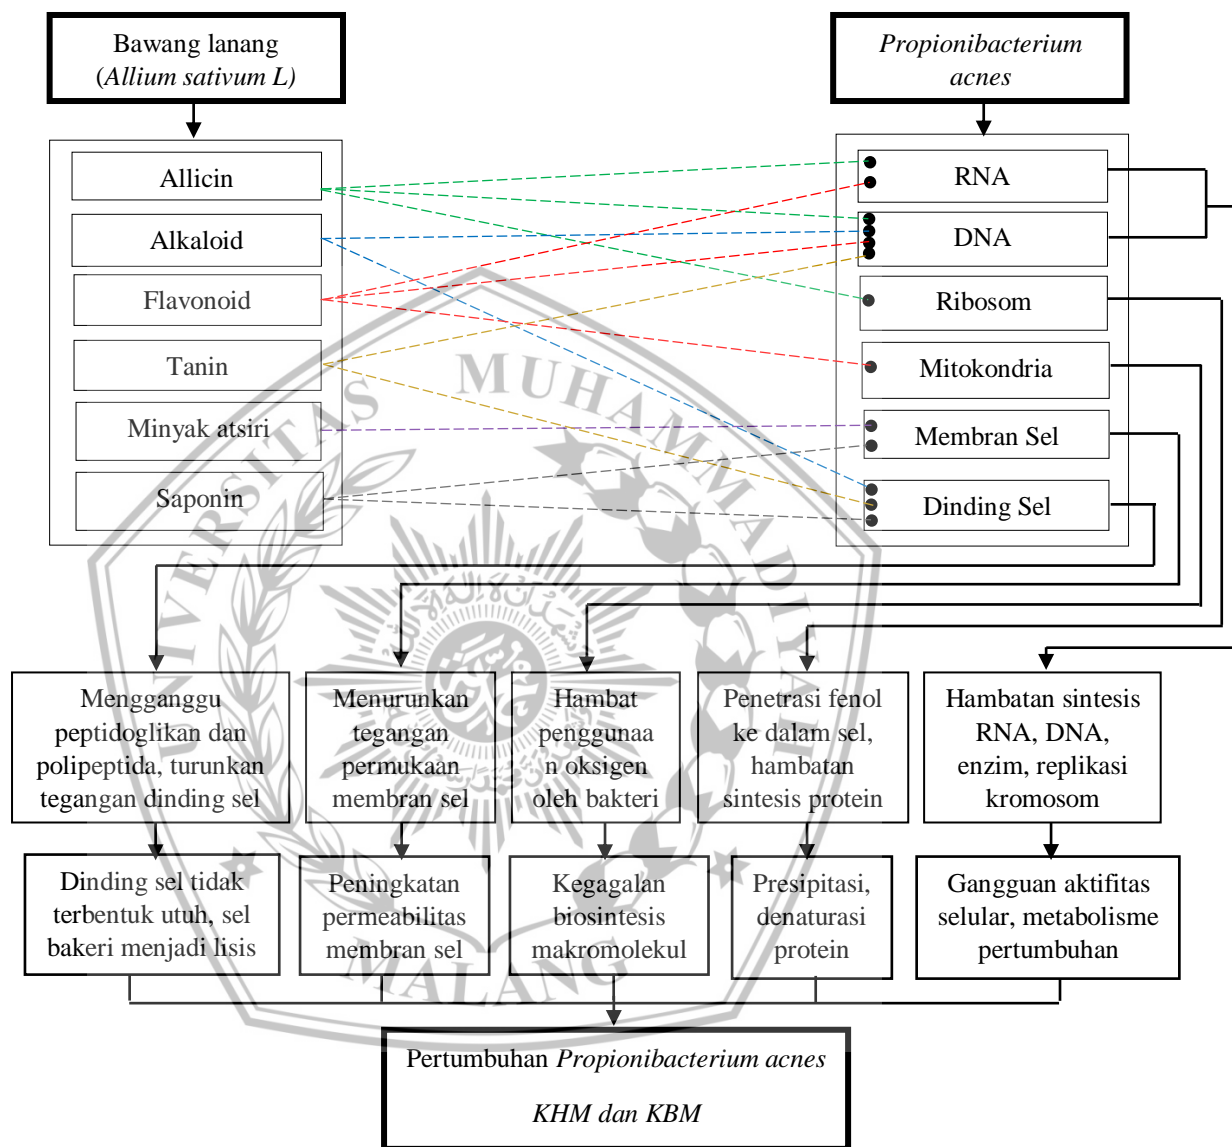 Bawang lanang
(Allium sativum L)
Propionibacterium
acnes
Allicin
Alkaloid
Flavonoid
Tanin
Minyak atsiri
Saponin
RNA
DNA
Ribosom
Mitokondria
Membran Sel
Dinding Sel
Mengganggu
peptidoglikan dan
polipeptida, turunkan
tegangan dinding sel
Menurunkan
tegangan
permukaan
membran sel
Hambat
penggunaa
n oksigen
oleh bakteri
Penetrasi fenol
ke dalam sel,
hambatan
sintesis protein
Hambatan sintesis
RNA, DNA,
enzim, replikasi
kromosom
Dinding sel tidak
terbentuk utuh, sel
bakeri menjadi lisis
Peningkatan
permeabilitas
membran sel
Kegagalan
biosintesis
makromolekul
Presipitasi,
denaturasi
protein
Gangguan aktifitas
selular, metabolisme
pertumbuhan
Pertumbuhan Propionibacterium acnes
KHM dan KBM
UNIVERSITAS MUHAMMADIYAH
MALANG